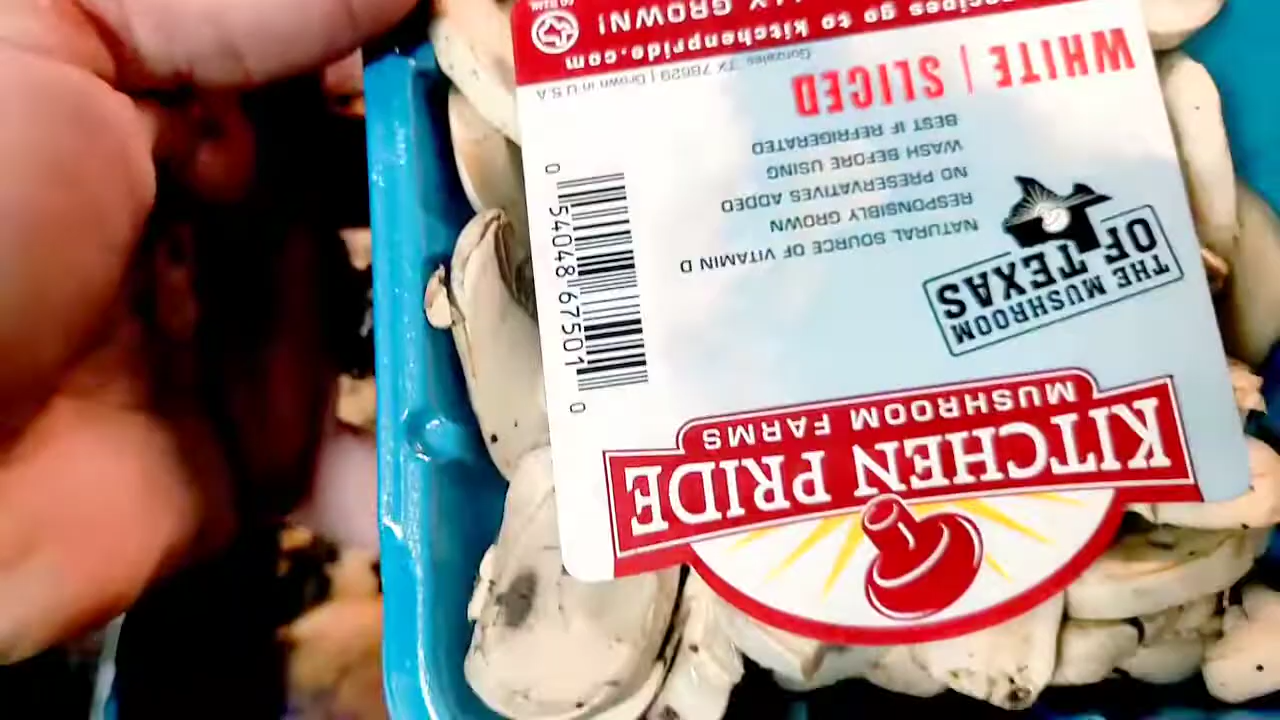 KITCHEN PRIDE
MUSHROOM FARMS
THE MUSHROOM
OF TEXAS
NATURAL SOURCE OF VITAMIN D
RESPONSIBLY GROWN
NO PRESERVATIVES ADDED
WASH BEFORE USING
BEST IF REFRIGERATED
WHITE | SLICED
Gonzales, TX 78629 | Grown in U.S.A
recipes go to kitchenpride.com
LLY GROWN!
0 54048 67501 0